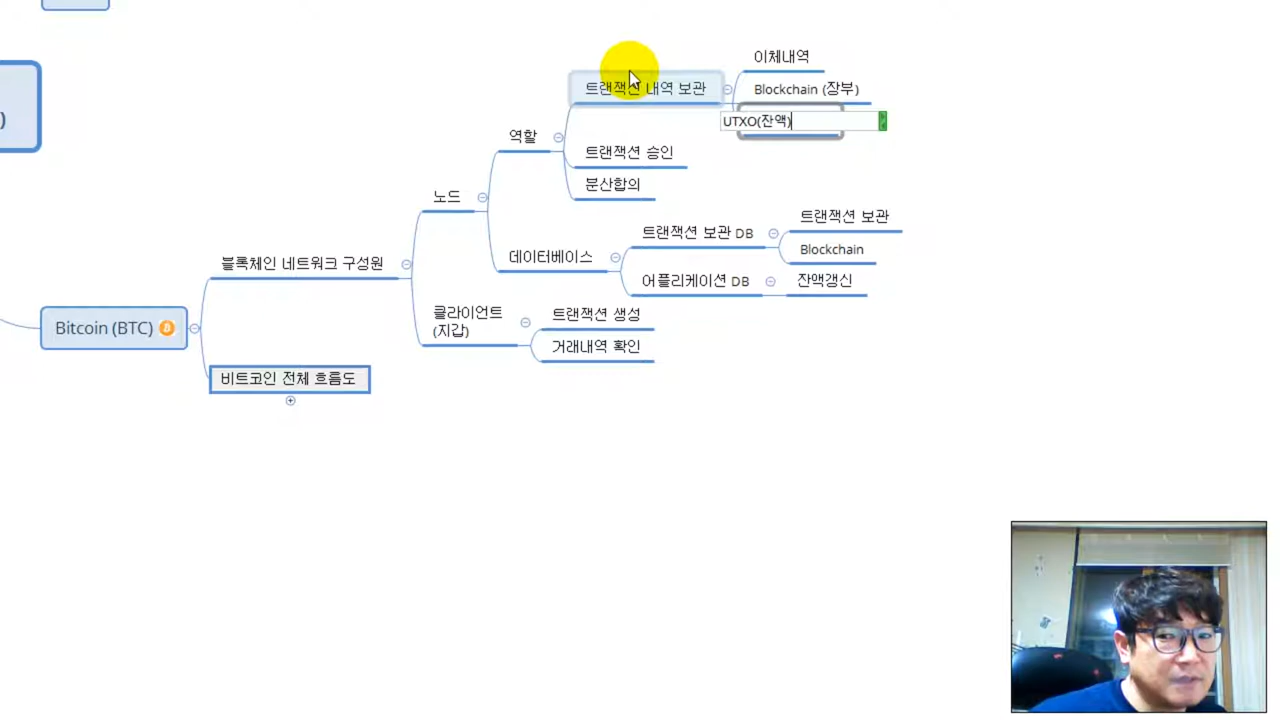 )
이체내역
트랜잭션 내역 보관
Blockchain (장부)
UTXO(잔액)
역할
트랜잭션 승인
분산합의
노드
트랜잭션 보관
트랜잭션 보관 DB
Blockchain
데이터베이스
어플리케이션 DB
잔액갱신
블록체인 네트워크 구성원
클라이언트
(지갑)
트랜잭션 생성
거래내역 확인
Bitcoin (BTC)
비트코인 전체 흐름도